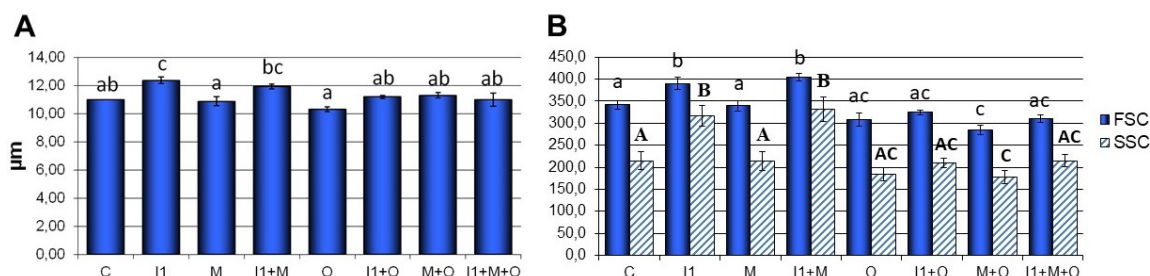 A
µm
14,00
12,00
10,00
8,00
6,00
4,00
2,00
0,00
ab c a bc a ab ab ab
C I1 M I1+M O I1+O M+O I1+M+O
B
450,0
400,0
350,0
300,0
250,0
200,0
150,0
100,0
50,0
0,0
a b a b ac ac c ac
A B A B AC AC C AC
C I1 M I1+M O I1+O M+O I1+M+O
FSC
SSC